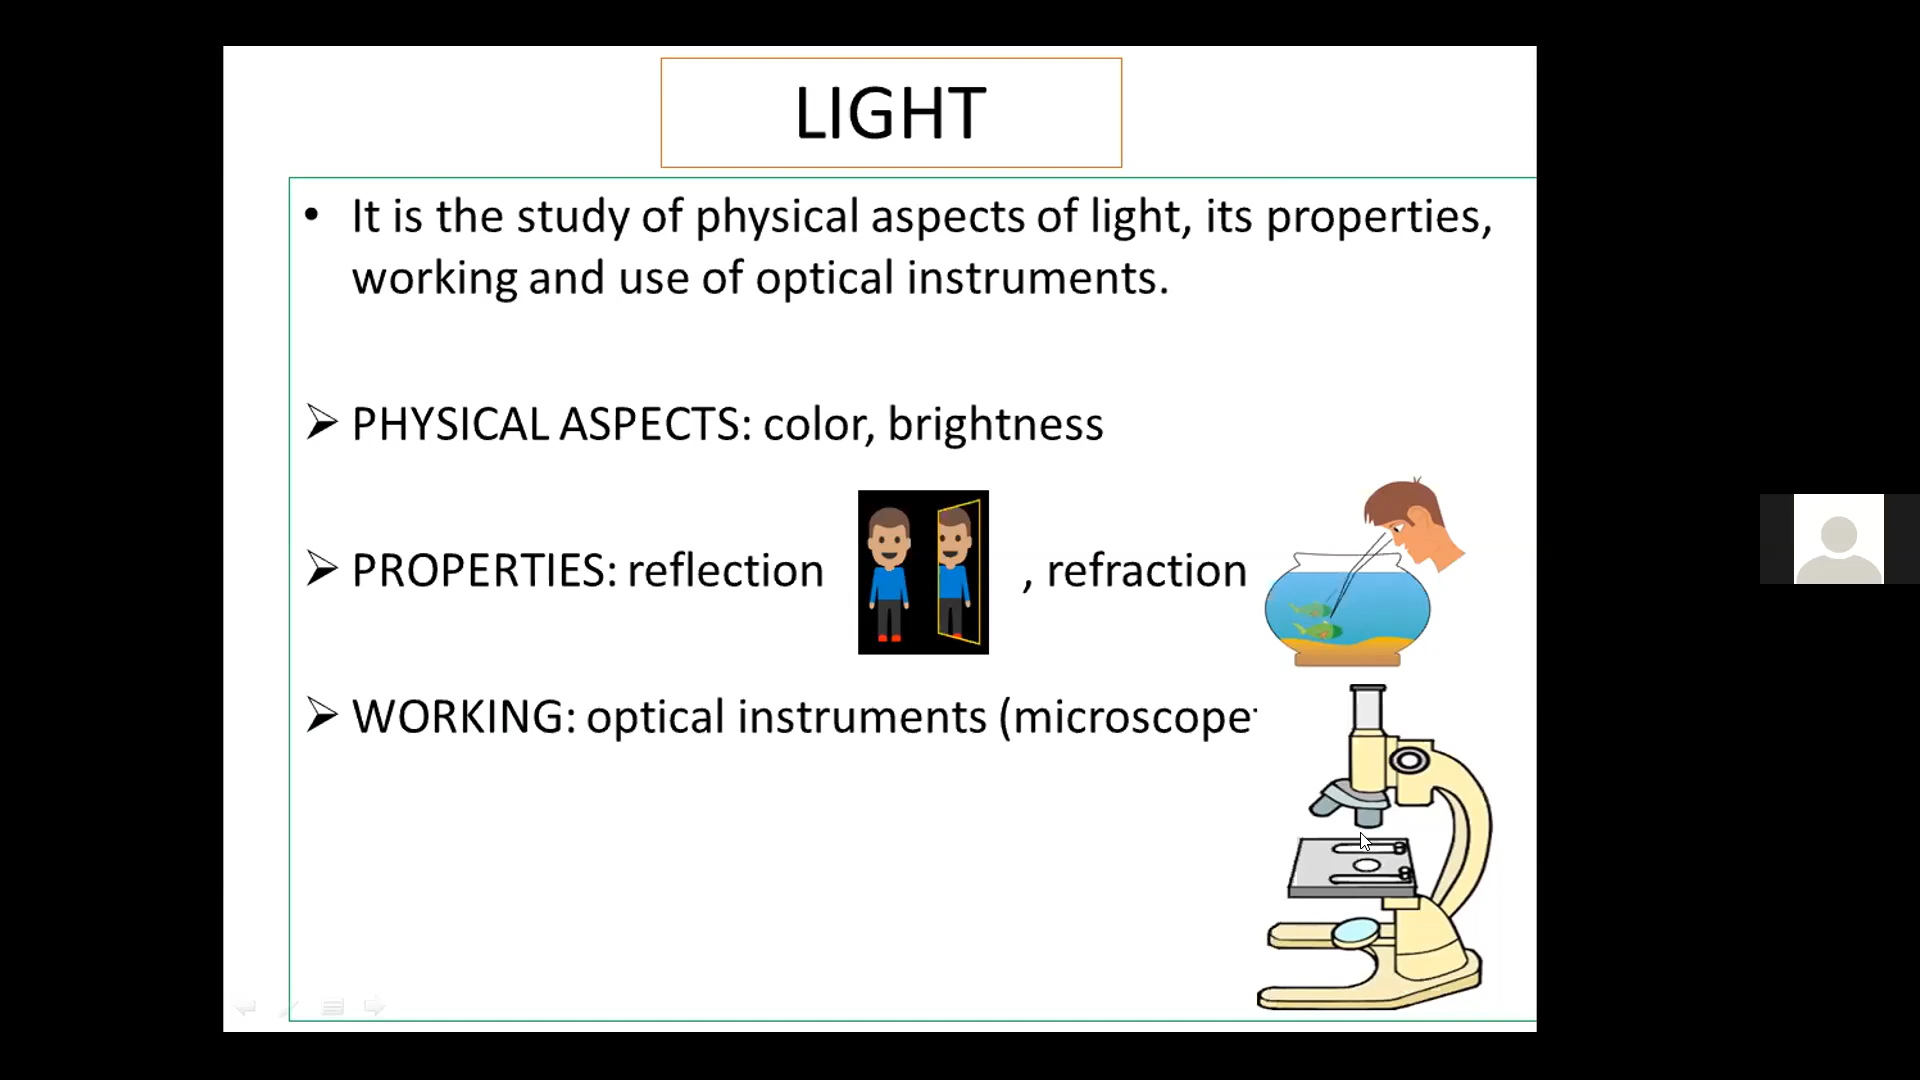 LIGHT
• It is the study of physical aspects of light, its properties,
working and use of optical instruments.
➢ PHYSICAL ASPECTS: color, brightness
➢ PROPERTIES: reflection , refraction
➢ WORKING: optical instruments (microscope